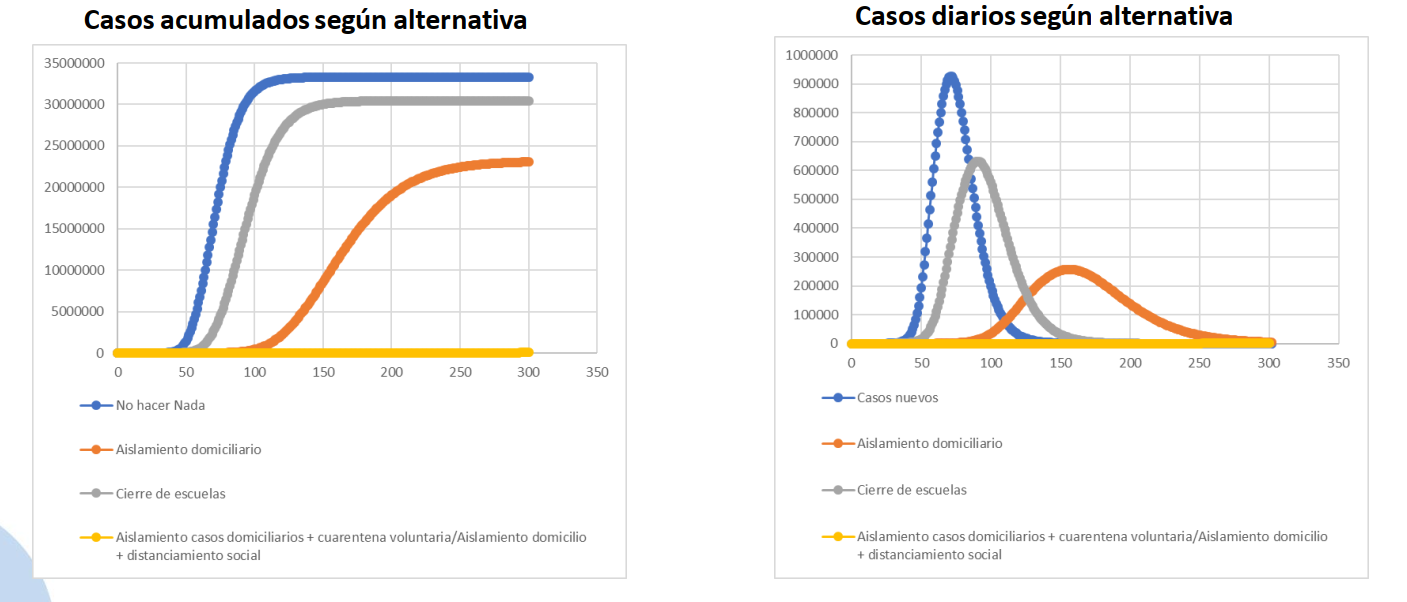 Casos acumulados según alternativa
35000000
30000000
25000000
20000000
15000000
10000000
5000000
0
0 50 100 150 200 250 300 350
No hacer Nada
Aislamiento domiciliario
Cierre de escuelas
Aislamiento casos domiciliarios + cuarentena voluntaria/Aislamiento domicilio
+ distanciamiento social
Casos diarios según alternativa
1000000
900000
800000
700000
600000
500000
400000
300000
200000
100000
0
0 50 100 150 200 250 300 350
Casos nuevos
Aislamiento domiciliario
Cierre de escuelas
Aislamiento casos domiciliarios + cuarentena voluntaria/Aislamiento domicilio
+ distanciamiento social